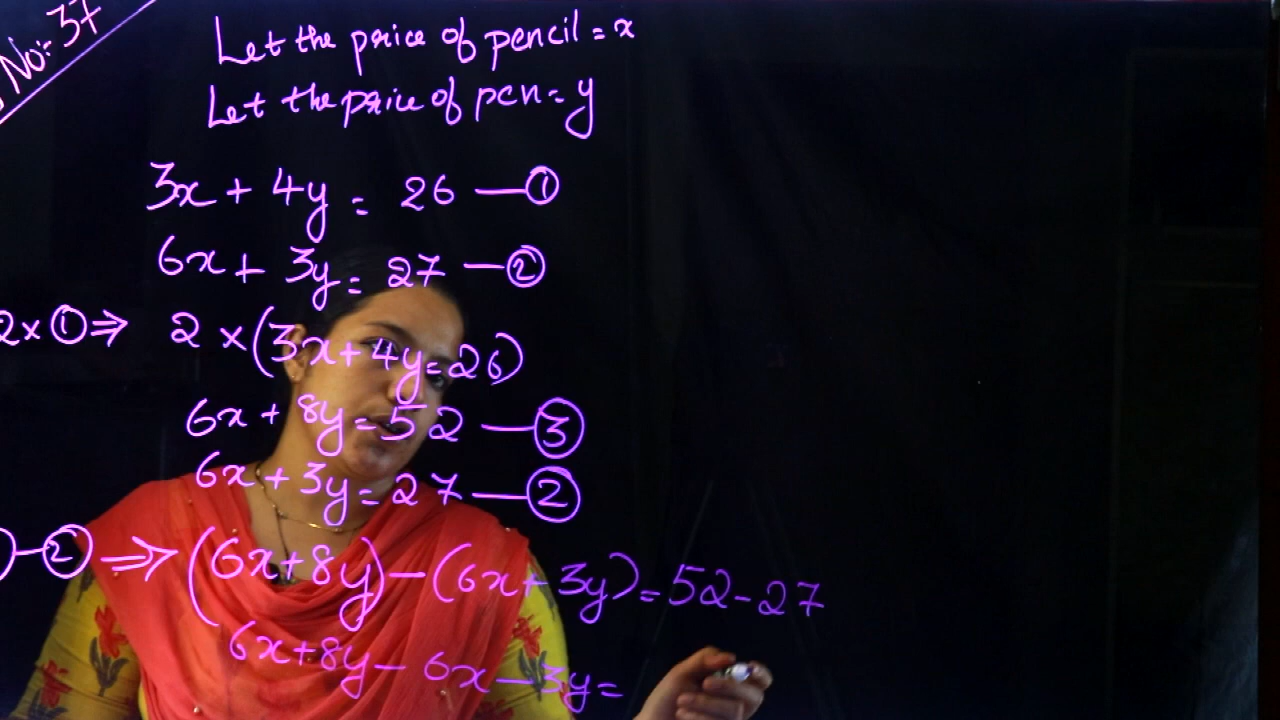 No:- 37
Let the price of pencil = x
Let the price of pen = y
3x + 4y = 26 — ①
6x + 3y = 27 — ②
2 x ① ⇒ 2 × (3x + 4y = 26)
6x + 8y = 52 — ③
6x + 3y = 27 — ②
- ② ⇒ (6x + 8y) - (6x + 3y) = 52 - 27
6x + 8y - 6x - 3y =